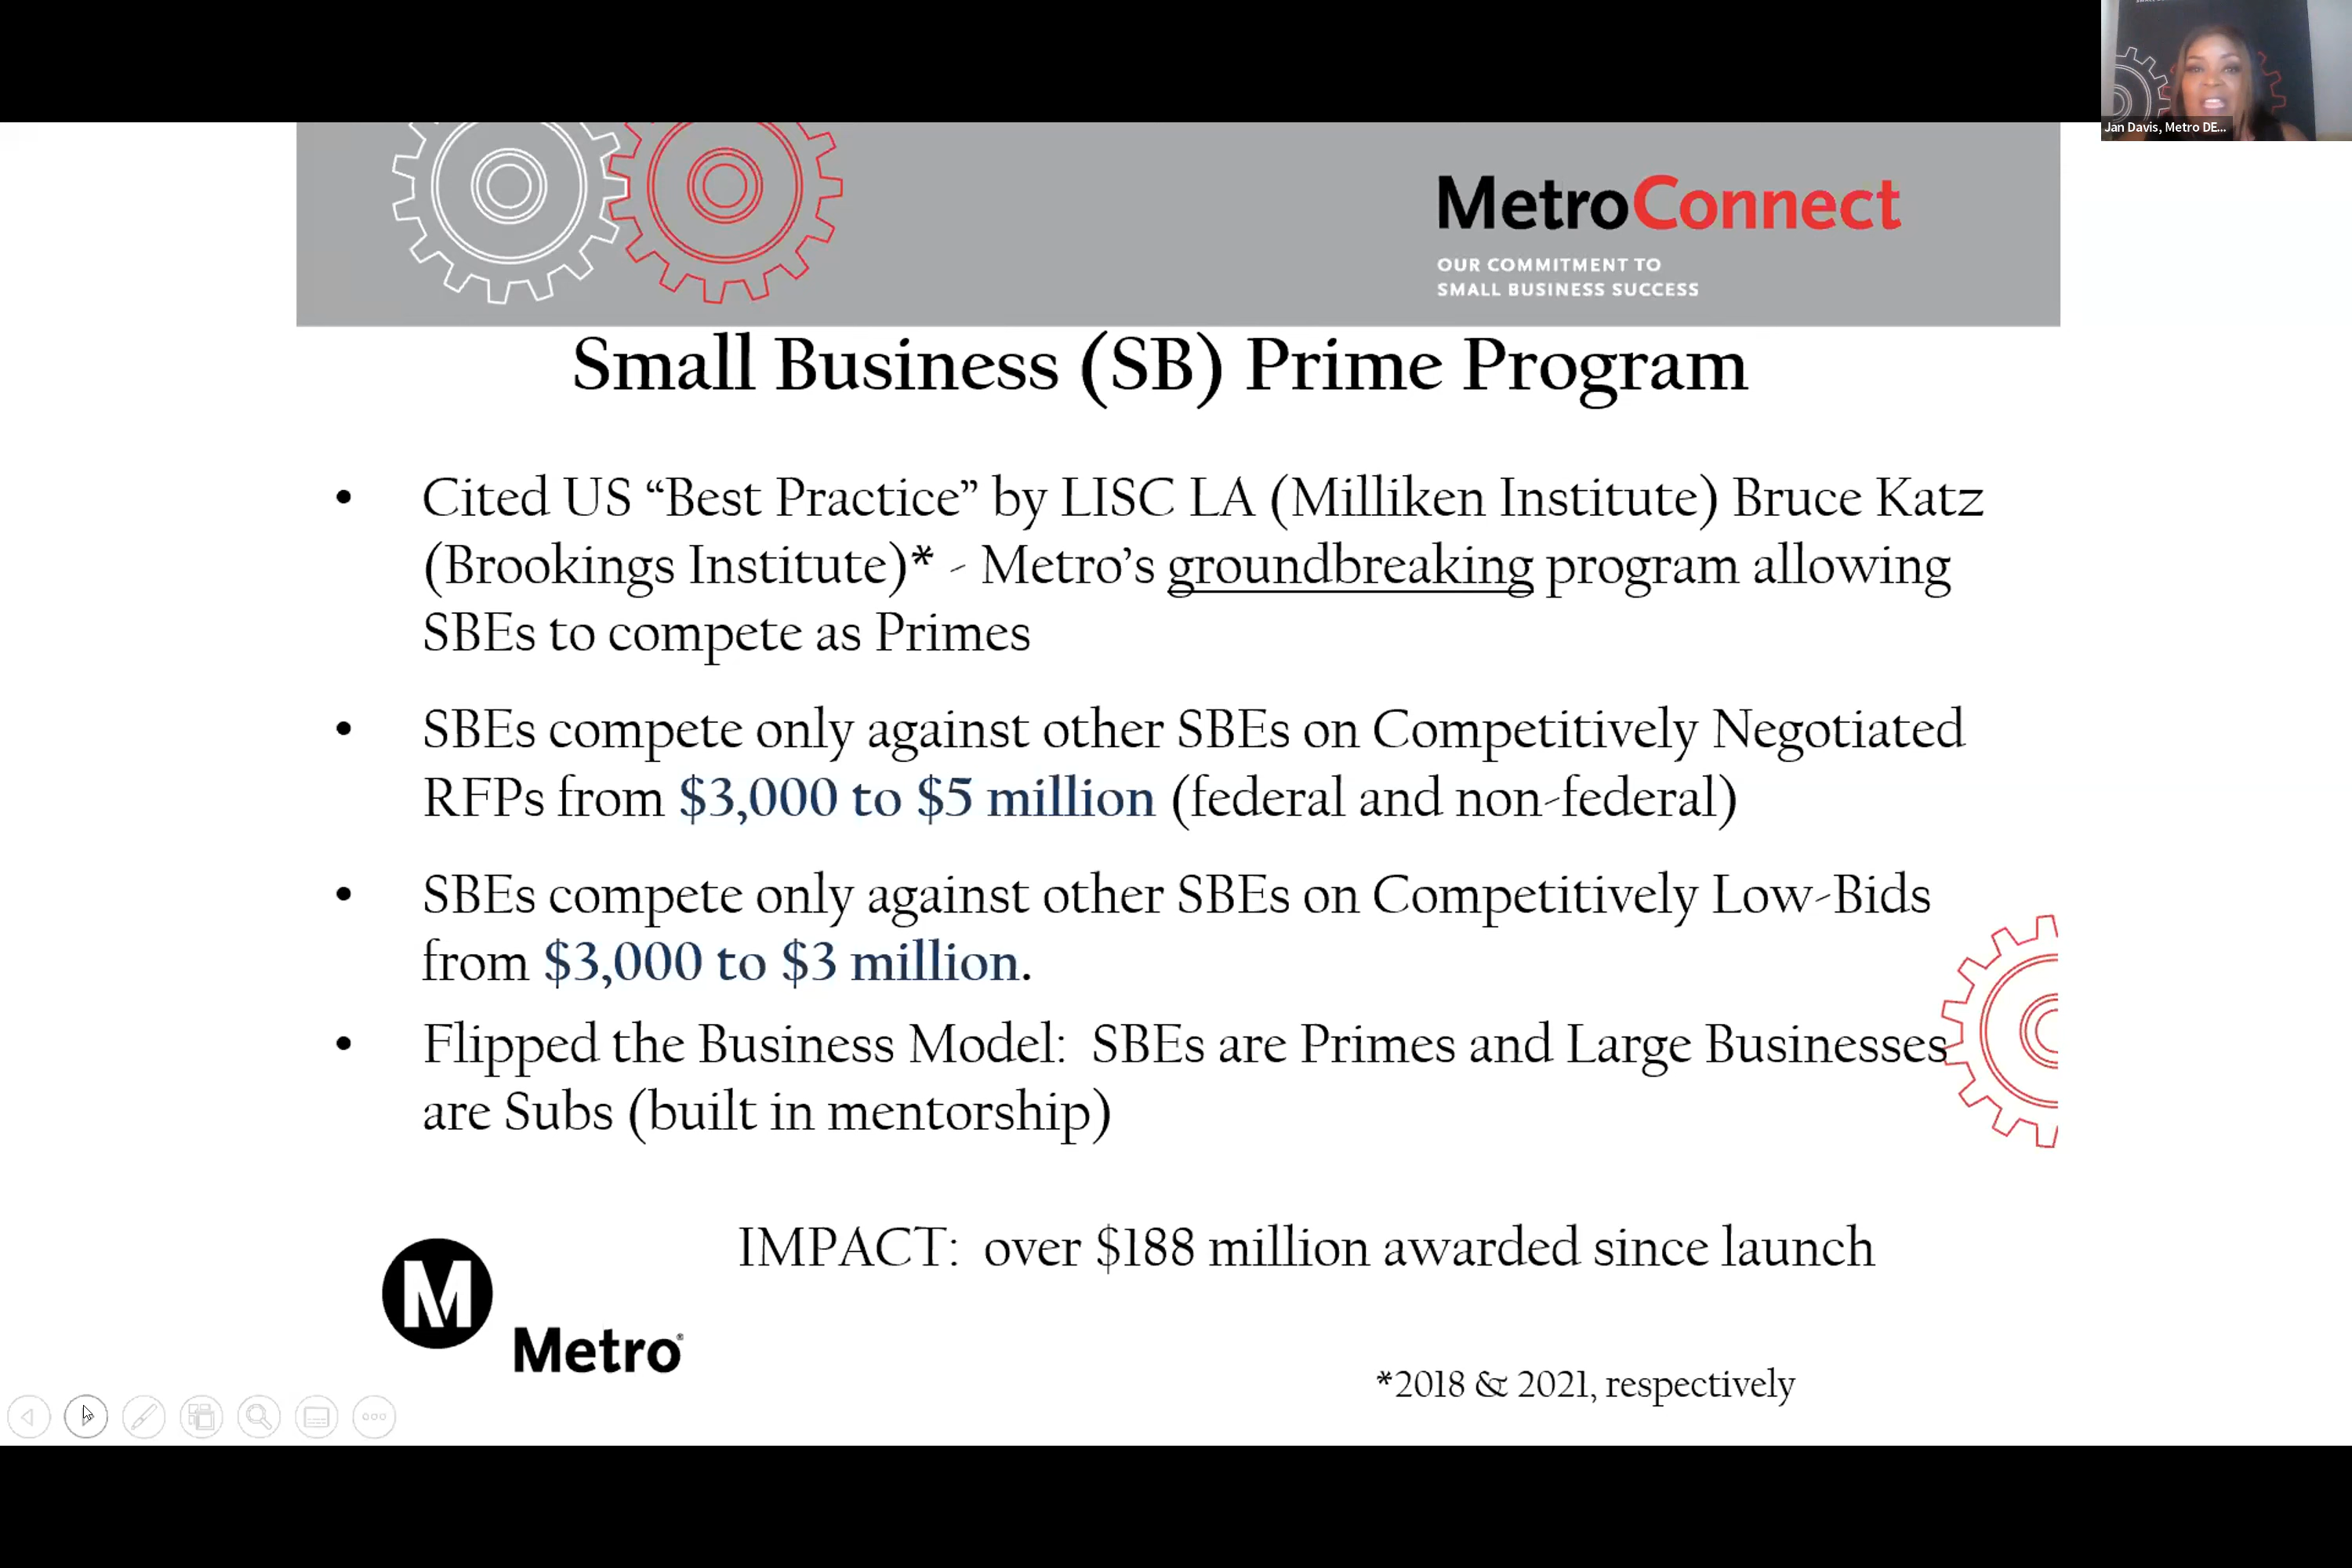 Jan Davis, Metro DE...
MetroConnect
OUR COMMITMENT TO
SMALL BUSINESS SUCCESS
Small Business (SB) Prime Program
• Cited US “Best Practice” by LISC LA (Milliken Institute) Bruce Katz
(Brookings Institute)* - Metro’s groundbreaking program allowing
SBEs to compete as Primes
• SBEs compete only against other SBEs on Competitively Negotiated
RFPs from $3,000 to $5 million (federal and non-federal)
• SBEs compete only against other SBEs on Competitively Low-Bids
from $3,000 to $3 million.
• Flipped the Business Model: SBEs are Primes and Large Businesses
are Subs (built in mentorship)
IMPACT: over $188 million awarded since launch
M
Metro®
*2018 & 2021, respectively